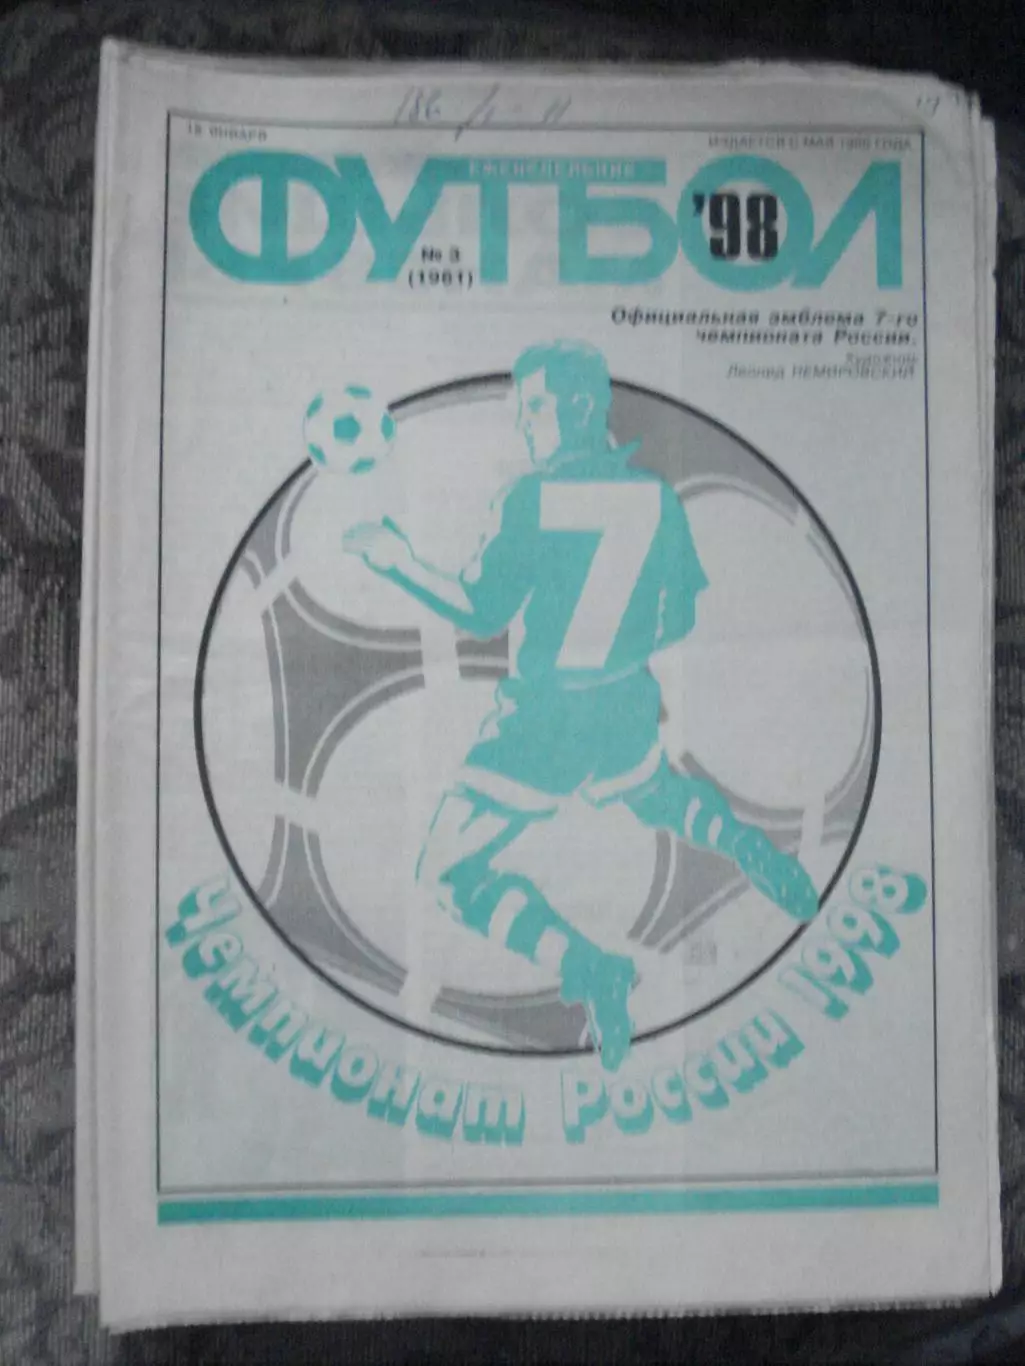 186 /
18 ЯНВАРЯ
ИЗДАЕТСЯ С МАЯ 1960 ГОДА
ЕЖЕНЕДЕЛЬНИК
ФУТБОЛ
'98
№ 3
(1961)
Официальная эмблема 7-го
чемпионата России.
Художник
Леонид НЕМИРОВСКИЙ
7
Чемпионат России 1998